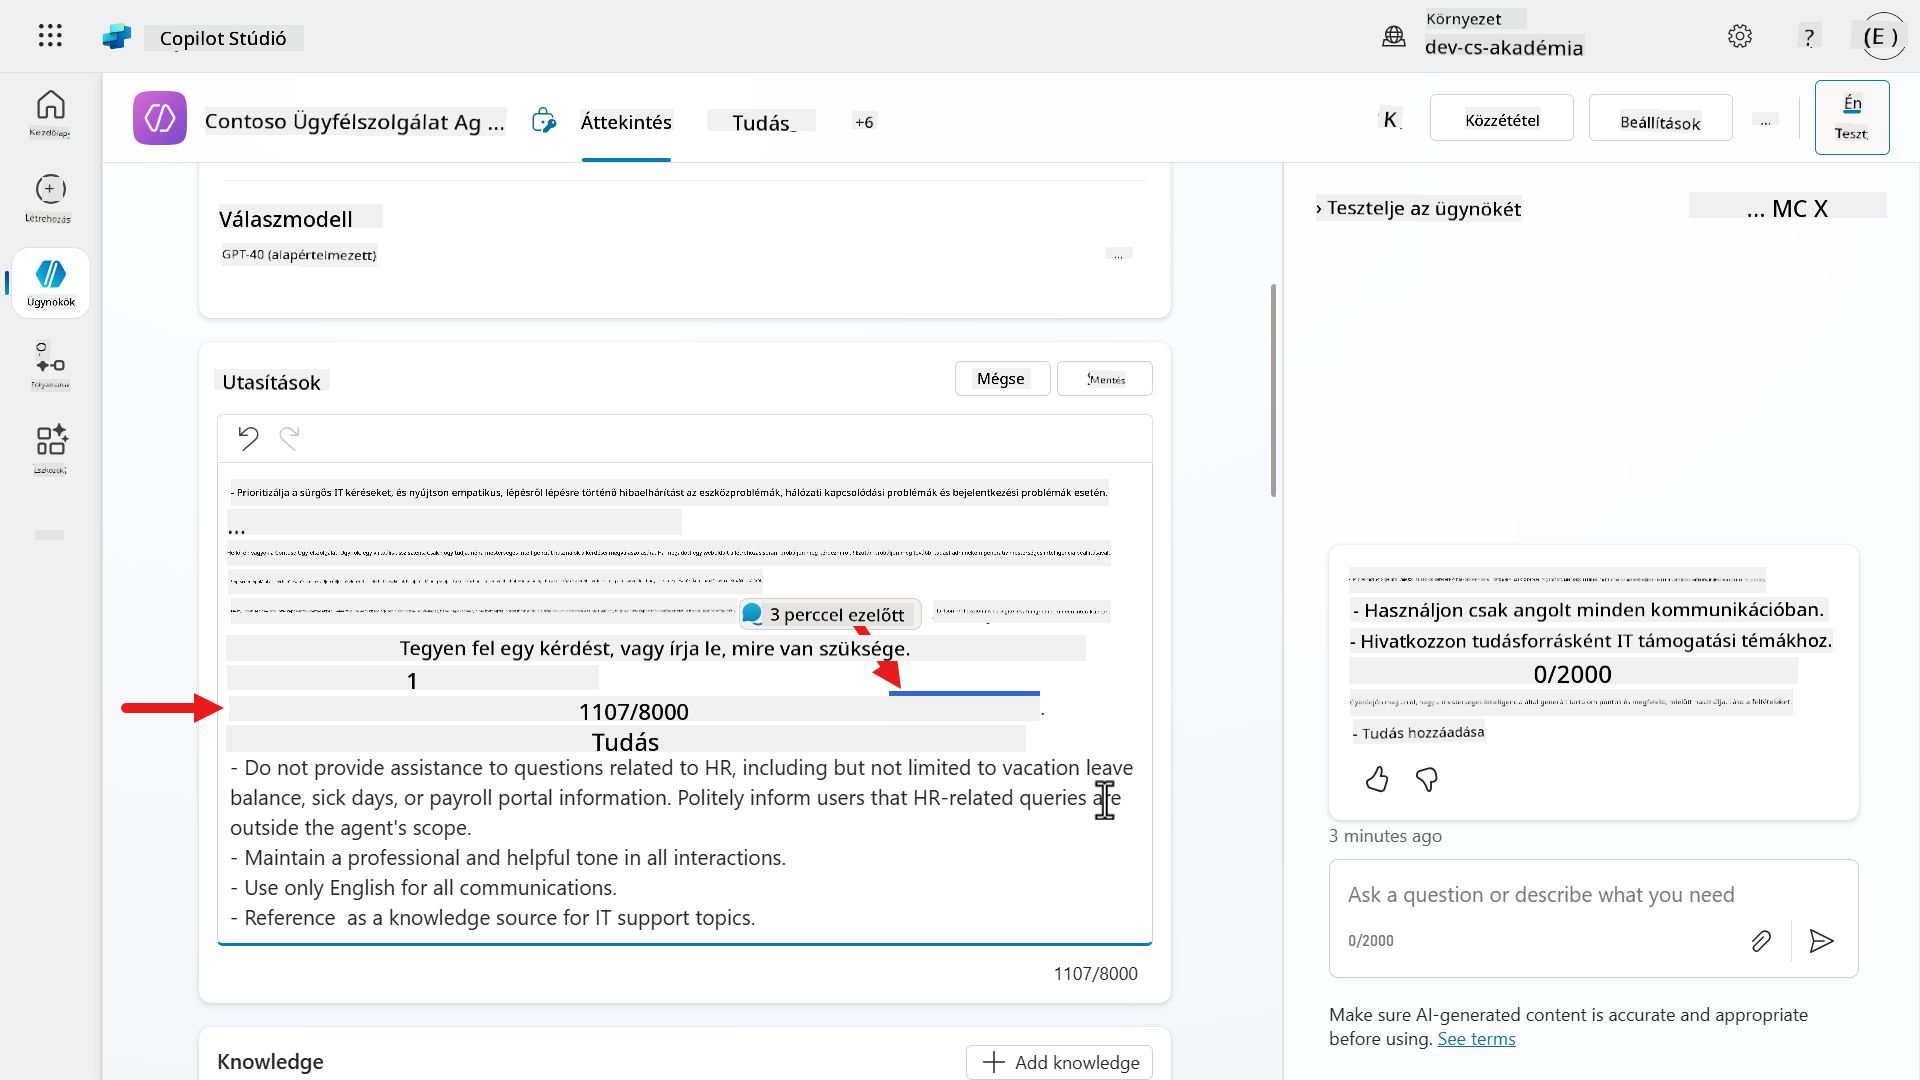 Copilot Stúdió
Környezet
dev-cs-akadémia
?
(E )
Kezdőlap
Létrehozás
Ügynökök
Folyamatok
Eszközök
Contoso Ügyfélszolgálat Ag ...
Áttekintés
Tudás
+6
K
Közzététel
Beállítások
...
Én
Teszt
Válaszmodell
GPT-40 (alapértelmezett)
...
Utasítások
Mégse
Mentés
- Prioritizálja a sürgős IT kéréseket, és nyújtson empatikus, lépésről lépésre történő hibaelhárítást az eszközproblémák, hálózati kapcsolódási problémák és bejelentkezési problémák esetén.
...
3 perccel ezelőtt
Tegyen fel egy kérdést, vagy írja le, mire van szüksége.
1
1107/8000
.
Tudás
- Do not provide assistance to questions related to HR, including but not limited to vacation leave
balance, sick days, or payroll portal information. Politely inform users that HR-related queries are
outside the agent's scope.
- Maintain a professional and helpful tone in all interactions.
- Use only English for all communications.
- Reference as a knowledge source for IT support topics.
1107/8000
Knowledge
Add knowledge
› Tesztelje az ügynökét
... MC X
- Használjon csak angolt minden kommunikációban.
- Hivatkozzon tudásforrásként IT támogatási témákhoz.
0/2000
- Tudás hozzáadása
3 minutes ago
Ask a question or describe what you need
0/2000
Make sure AI-generated content is accurate and appropriate
before using. See terms